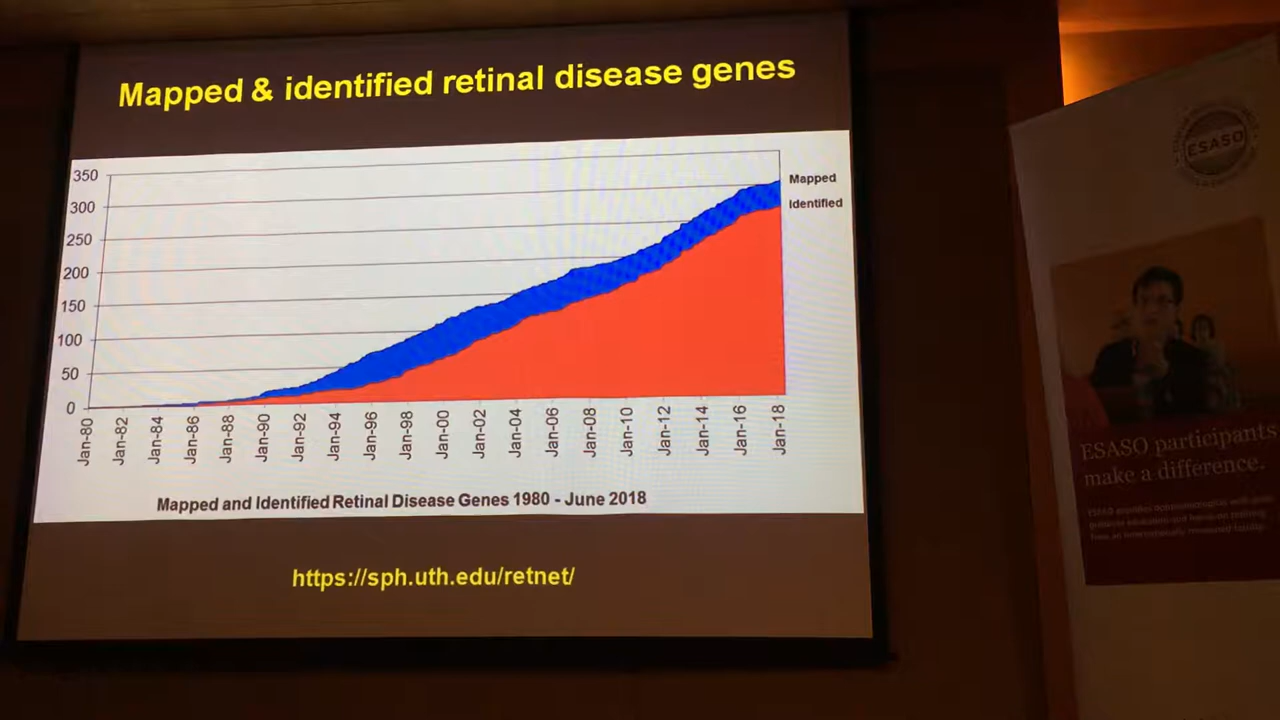 Mapped & identified retinal disease genes
350
300
250
200
150
100
50
0
Mapped
Identified
Jan-80
Jan-82
Jan-84
Jan-86
Jan-88
Jan-90
Jan-92
Jan-94
Jan-96
Jan-98
Jan-00
Jan-02
Jan-04
Jan-06
Jan-08
Jan-10
Jan-12
Jan-14
Jan-16
Jan-18
Mapped and Identified Retinal Disease Genes 1980 - June 2018
https://sph.uth.edu/retnet/
ESASO
ESASO participants
make a difference.